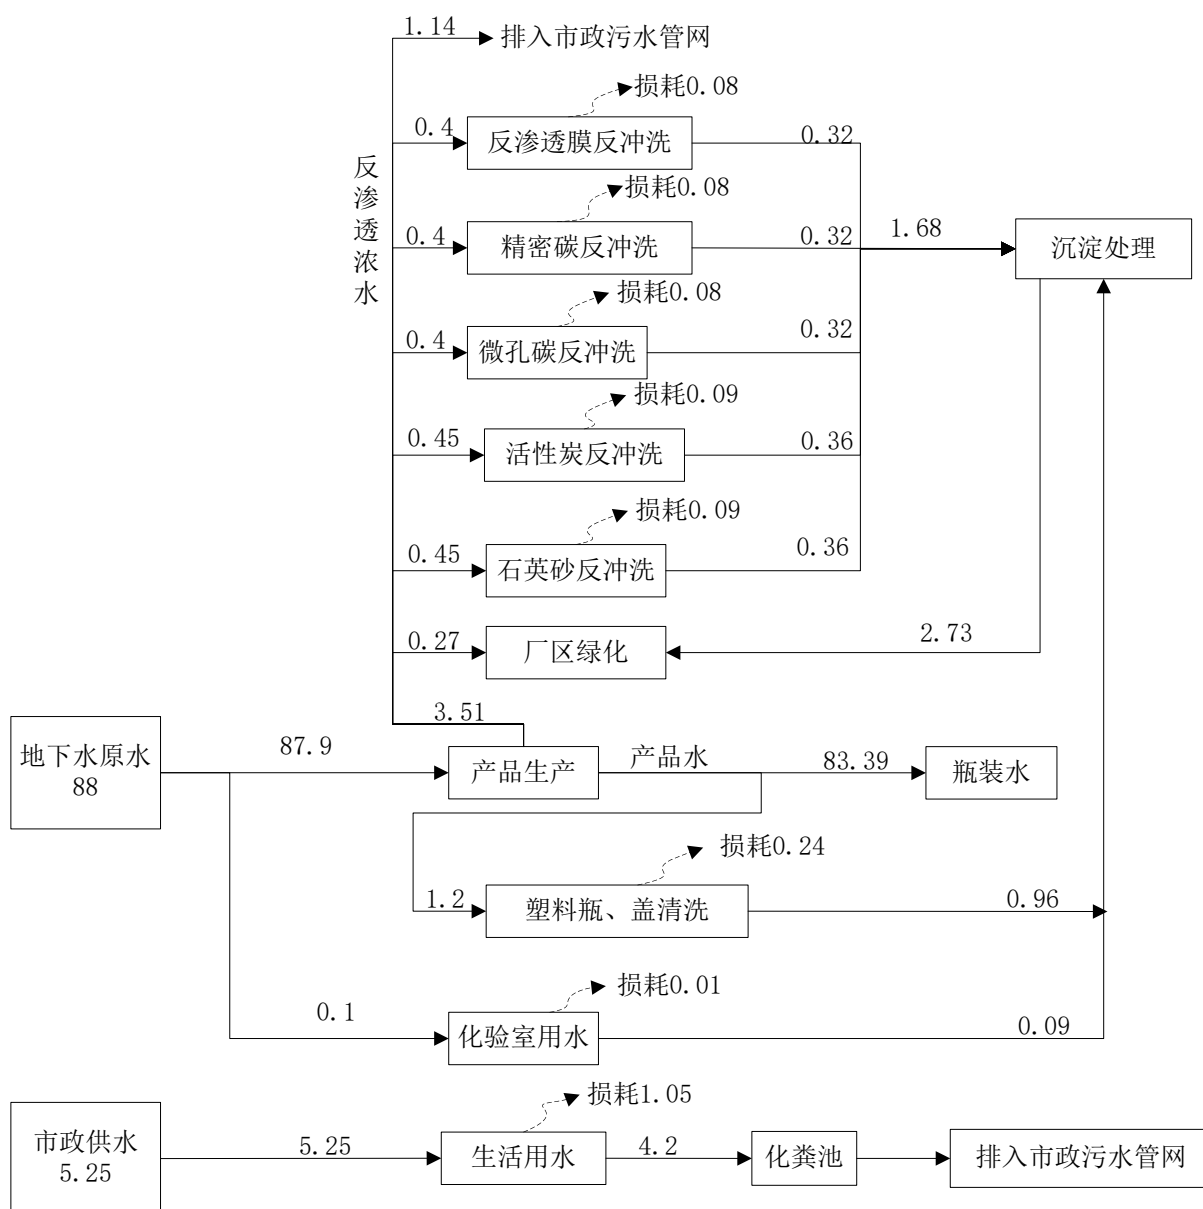 1.14
排入市政污水管网
损耗0.08
0.4
反渗透膜反冲洗
0.32
反渗透浓水
损耗0.08
0.4
精密碳反冲洗
0.32
1.68
沉淀处理
损耗0.08
0.4
微孔碳反冲洗
0.32
损耗0.09
0.45
活性炭反冲洗
0.36
损耗0.09
0.45
石英砂反冲洗
0.36
0.27
厂区绿化
2.73
3.51
地下水原水
88
87.9
产品生产
产品水
83.39
瓶装水
损耗0.24
1.2
塑料瓶、盖清洗
0.96
损耗0.01
0.1
化验室用水
0.09
损耗1.05
市政供水
5.25
5.25
生活用水
4.2
化粪池
排入市政污水管网